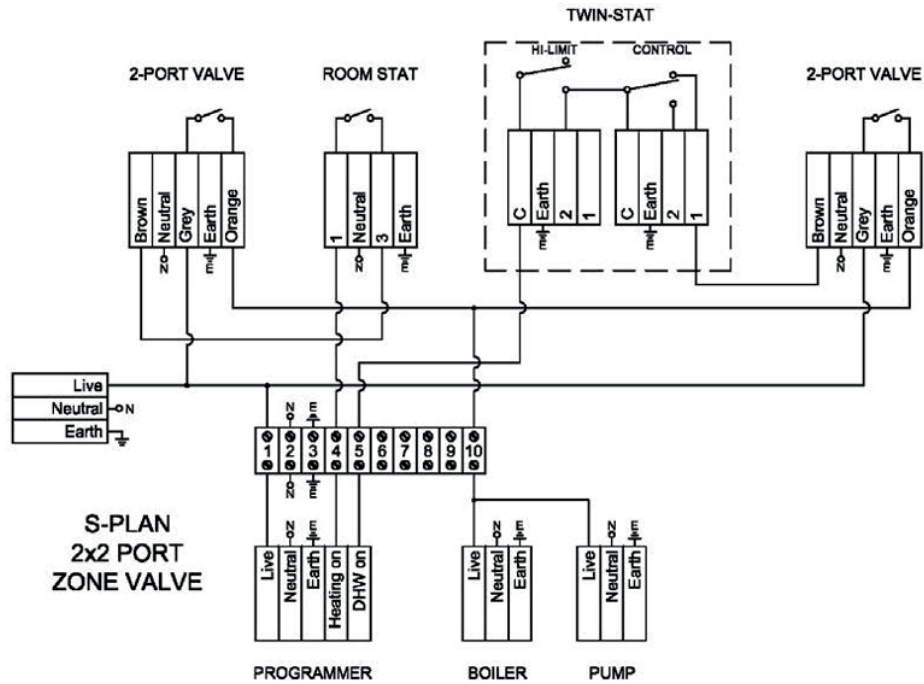 TWIN-STAT
HI-LIMIT
CONTROL
2-PORT VALVE
ROOM STAT
2-PORT VALVE
Brown
Neutral
Grey
Earth
Orange
N
E
1
Neutral
3
Earth
N
E
C
Earth
2
1
E
C
Earth
2
1
E
Brown
Neutral
Grey
Earth
Orange
N
E
Live
Neutral
N
Earth
N
E
1
2
3
4
5
6
7
8
9
10
N
E
S-PLAN
2x2 PORT
ZONE VALVE
N
E
Live
Neutral
Earth
Heating on
DHW on
N
E
Live
Neutral
Earth
N
E
Live
Neutral
Earth
PROGRAMMER
BOILER
PUMP